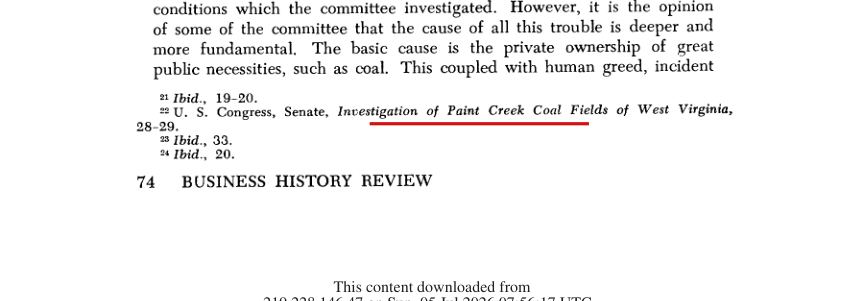 conditions which the committee investigated. However, it is the opinion
of some of the committee that the cause of all this trouble is deeper and
more fundamental. The basic cause is the private ownership of great
public necessities, such as coal. This coupled with human greed, incident
21 Ibid., 19–20.
22 U. S. Congress, Senate, Investigation of Paint Creek Coal Fields of West Virginia,
28–29.
23 Ibid., 33.
24 Ibid., 20.
74 BUSINESS HISTORY REVIEW
This content downloaded from